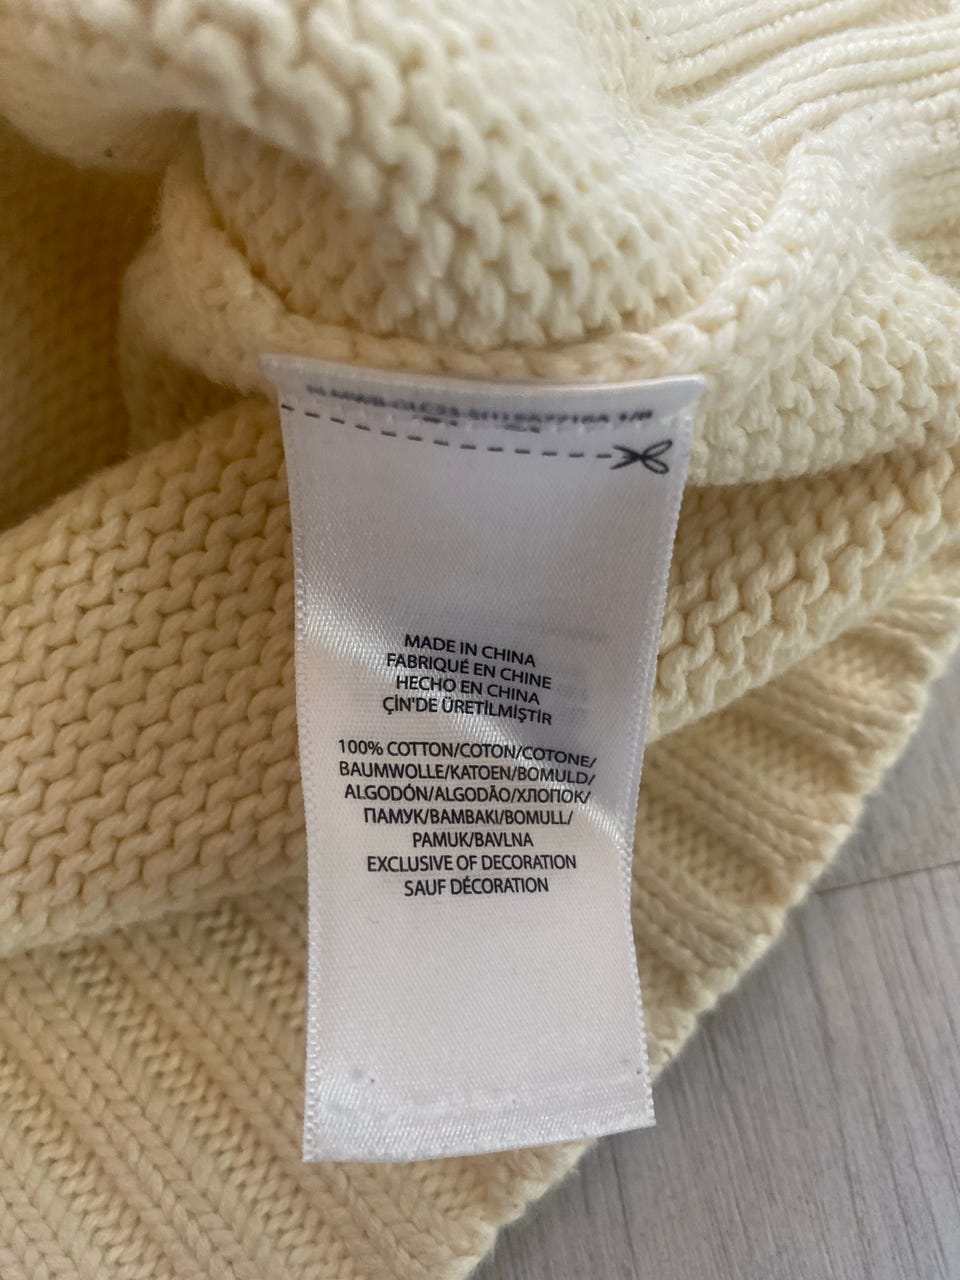 MADE IN CHINA
FABRIQUÉ EN CHINE
HECHO EN CHINA
ÇİN'DE ÜRETİLMİŞTİR
100% COTTON/COTON/COTONE/
BAUMWOLLE/KATOEN/BOMULD/
ALGODÓN/ALGODÃO/ХЛОПОК/
ПАМУК/ΒΑΜΒΑΚΙ/BOMULL/
PAMUK/BAVLNA
EXCLUSIVE OF DECORATION
SAUF DÉCORATION